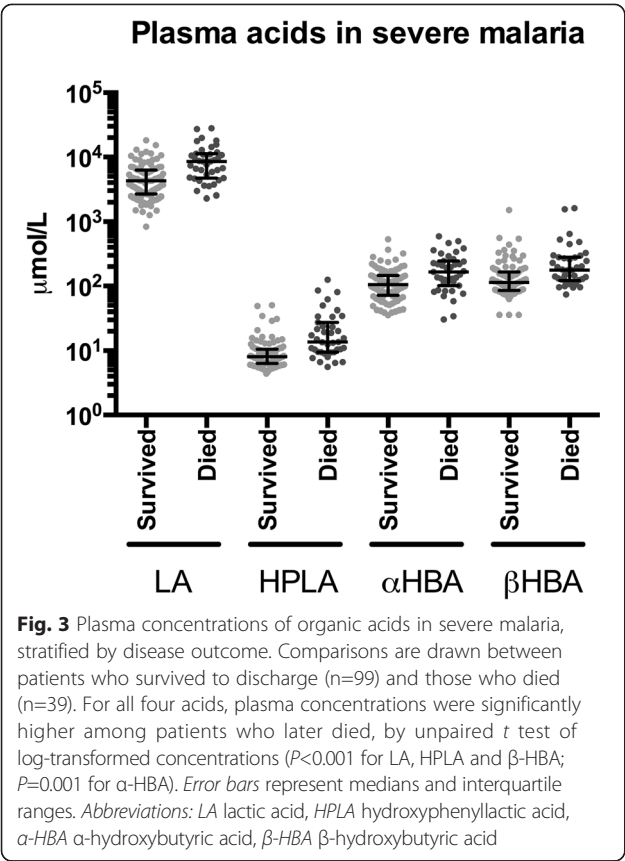 Plasma acids in severe malaria
10⁵
10⁴
10³
10²
10¹
10⁰
μmol/L
Survived
Died
Survived
Died
Survived
Died
Survived
Died
LA
HPLA
αHBA
βHBA
Fig. 3 Plasma concentrations of organic acids in severe malaria,
stratified by disease outcome. Comparisons are drawn between
patients who survived to discharge (n=99) and those who died
(n=39). For all four acids, plasma concentrations were significantly
higher among patients who later died, by unpaired t test of
log-transformed concentrations (P<0.001 for LA, HPLA and β-HBA;
P=0.001 for α-HBA). Error bars represent medians and interquartile
ranges. Abbreviations: LA lactic acid, HPLA hydroxyphenyllactic acid,
α-HBA α-hydroxybutyric acid, β-HBA β-hydroxybutyric acid